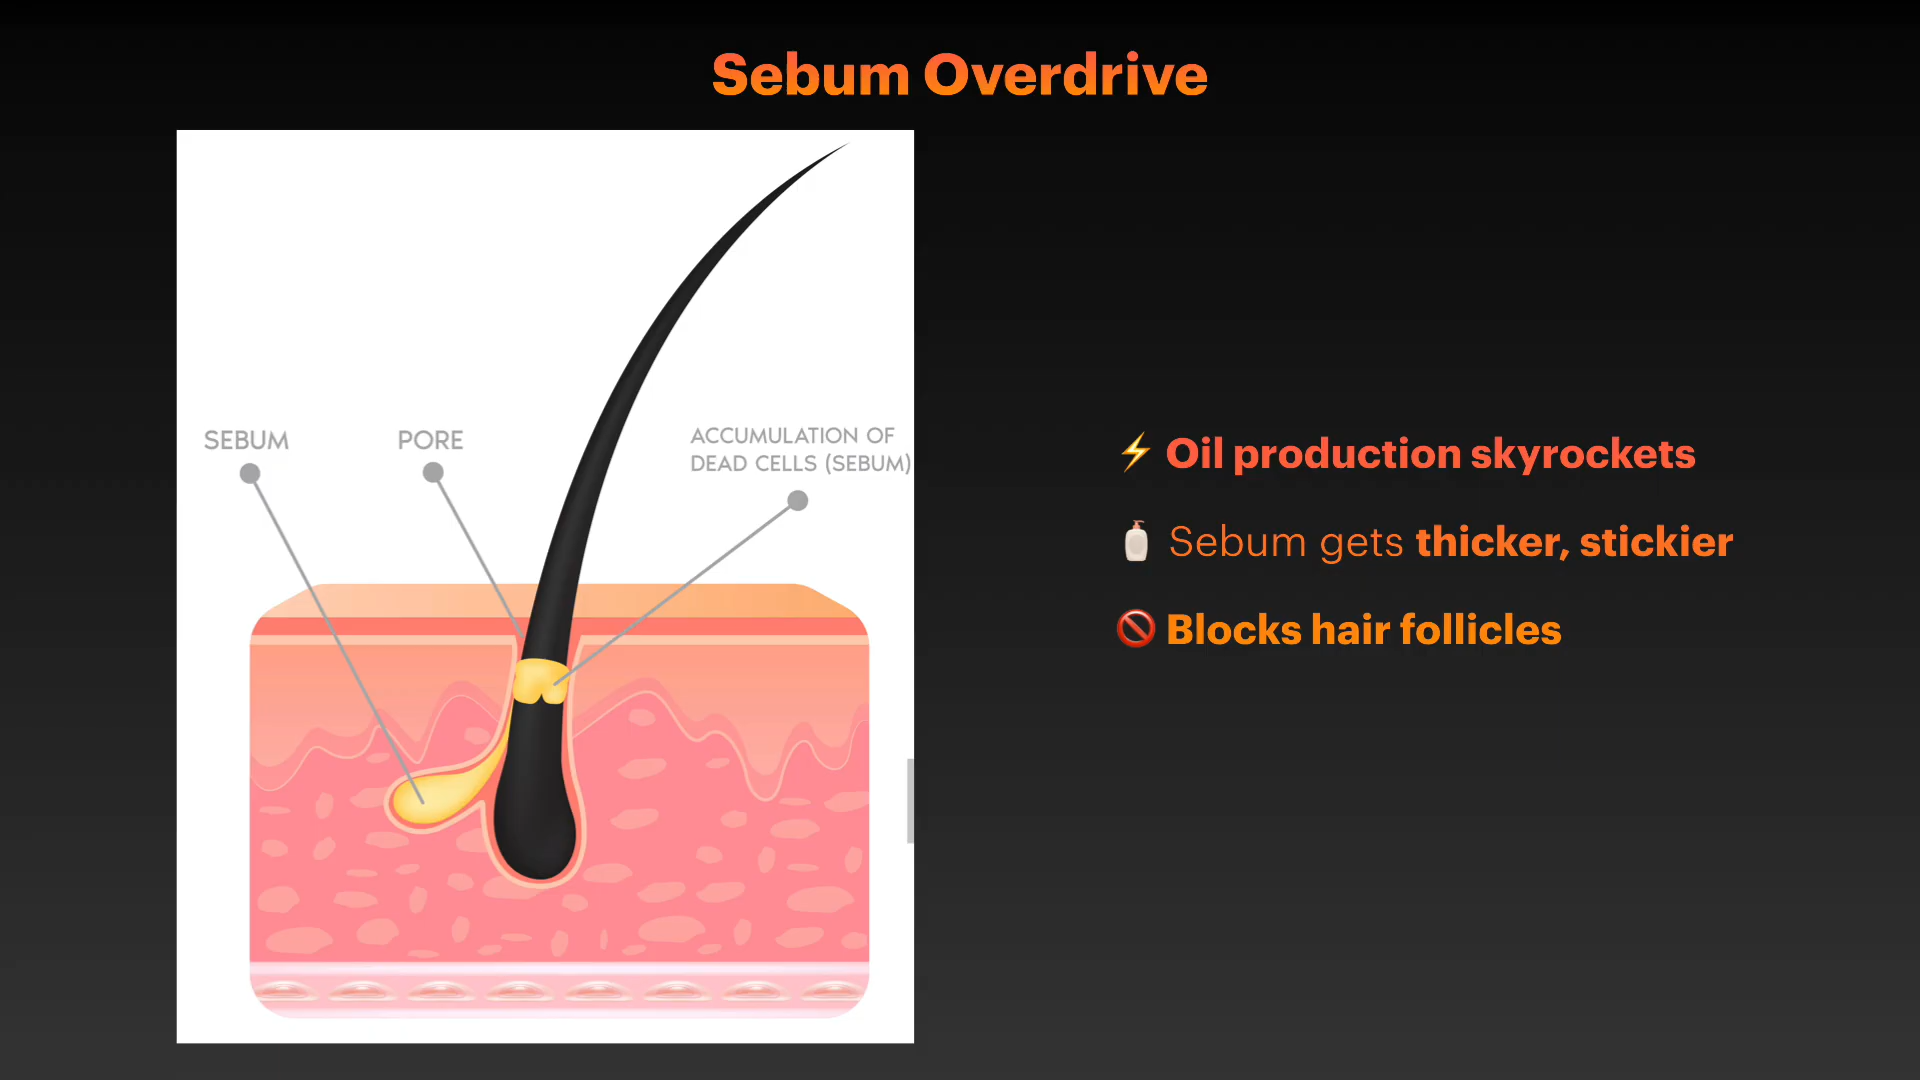 Sebum Overdrive
SEBUM
PORE
ACCUMULATION OF
DEAD CELLS (SEBUM)
⚡ Oil production skyrockets
🧴 Sebum gets thicker, stickier
🚫 Blocks hair follicles